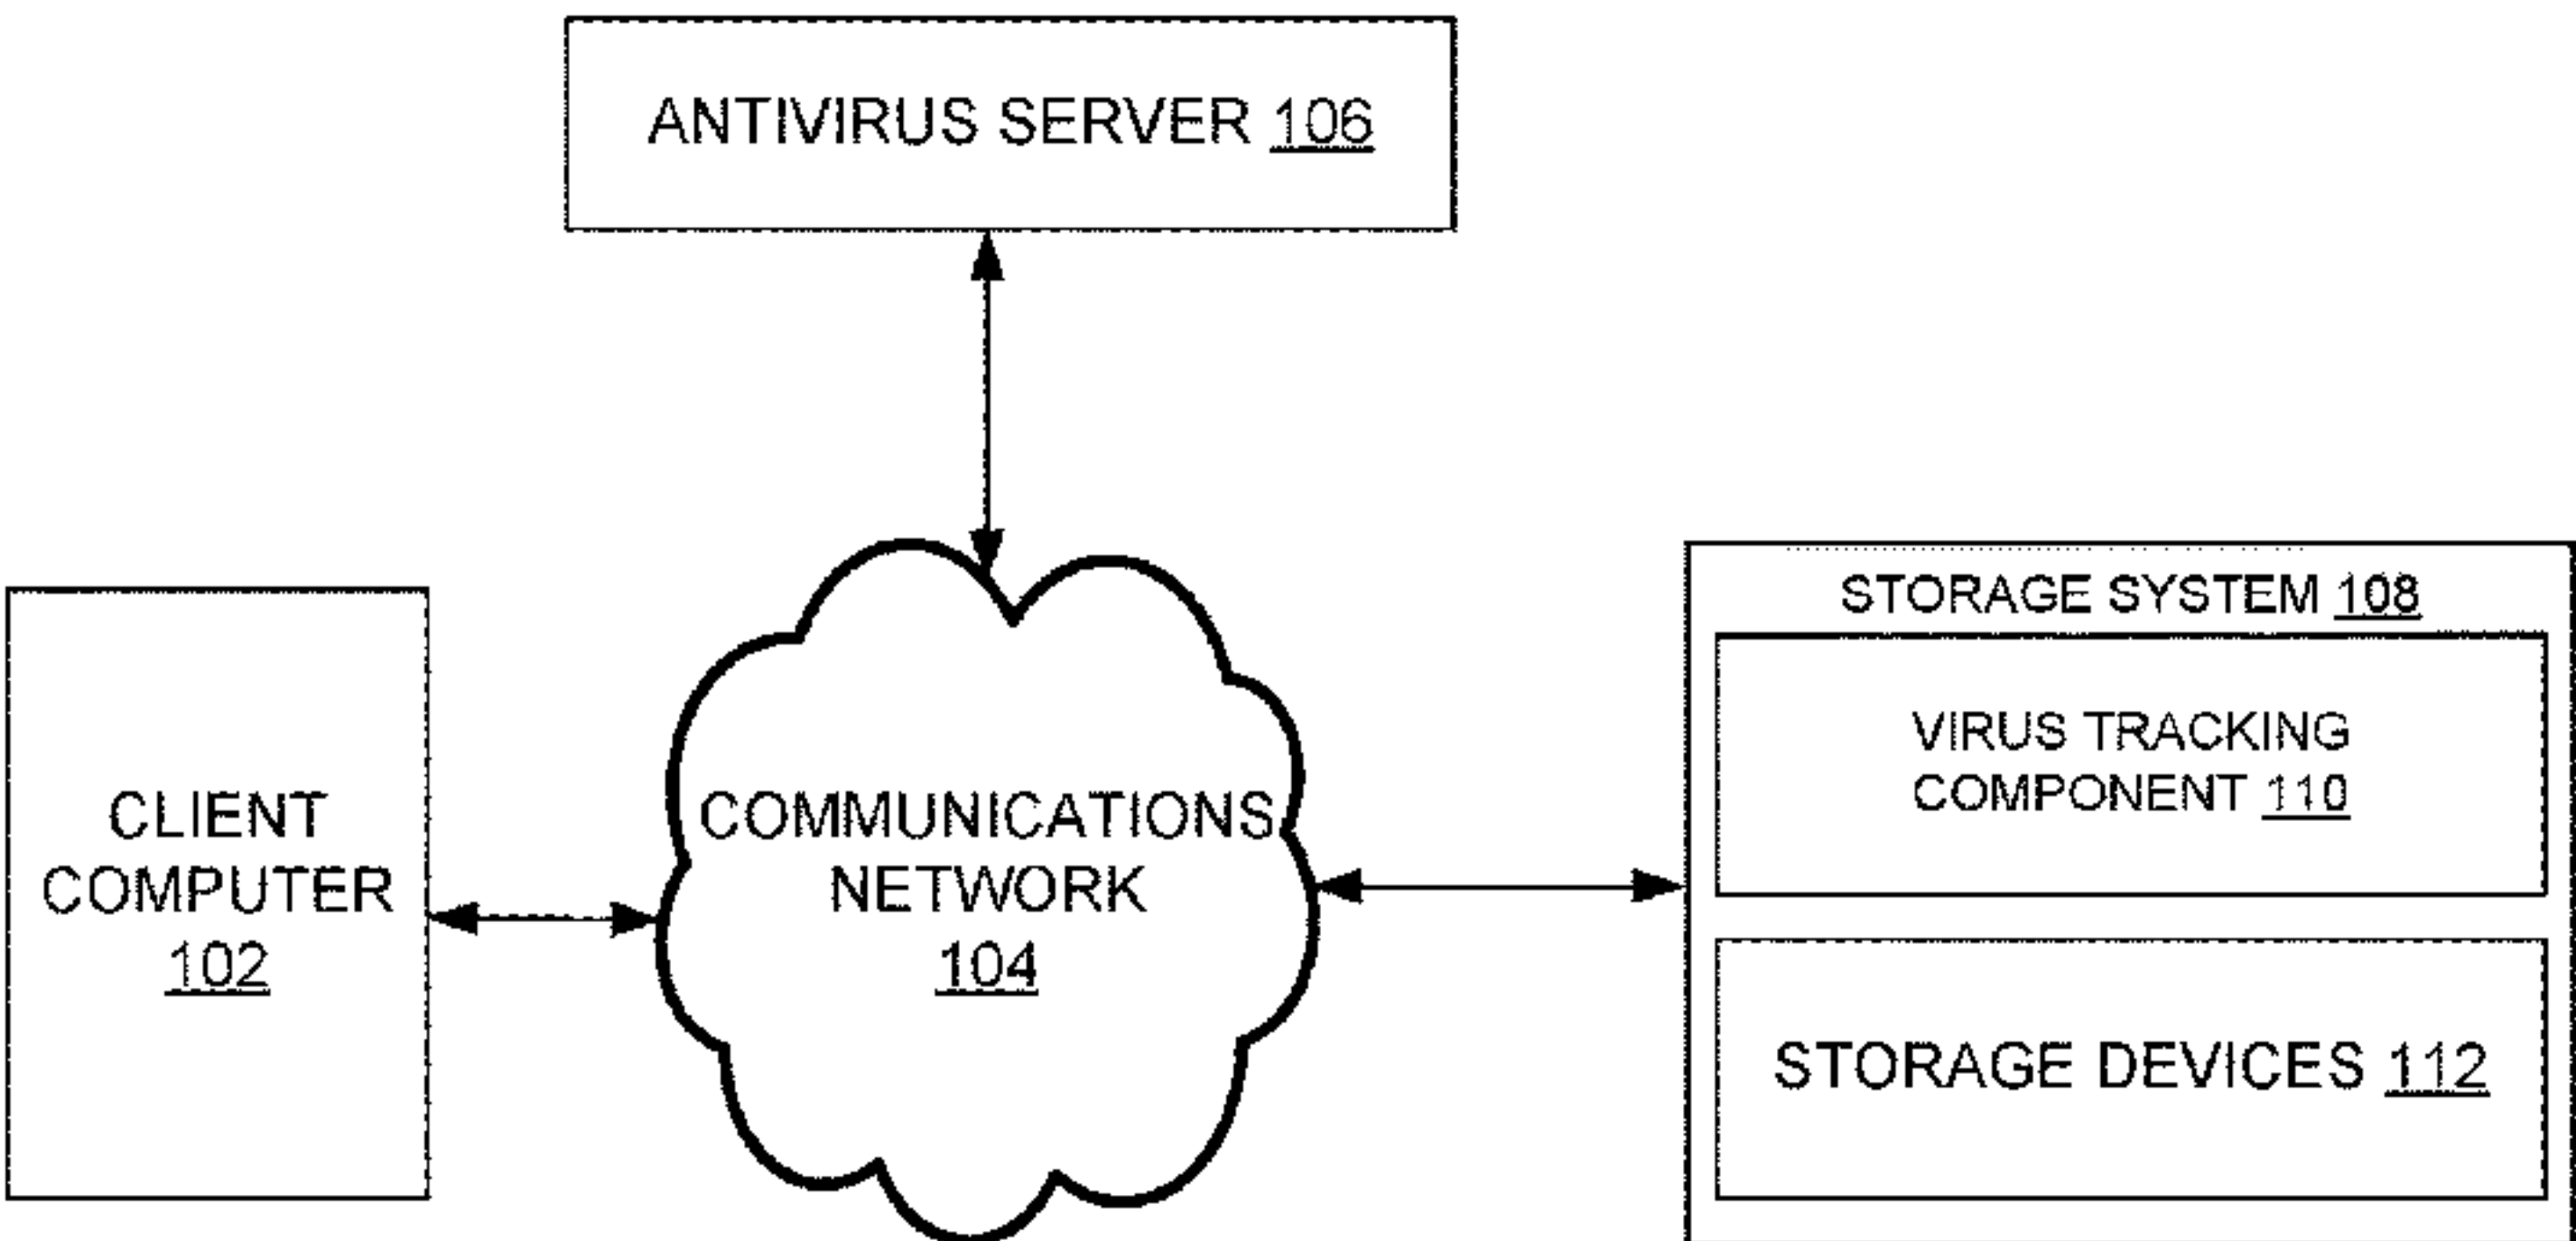 ANTIVIRUS SERVER 106
CLIENT
COMPUTER
102
COMMUNICATIONS
NETWORK
104
STORAGE SYSTEM 108
VIRUS TRACKING
COMPONENT 110
STORAGE DEVICES 112